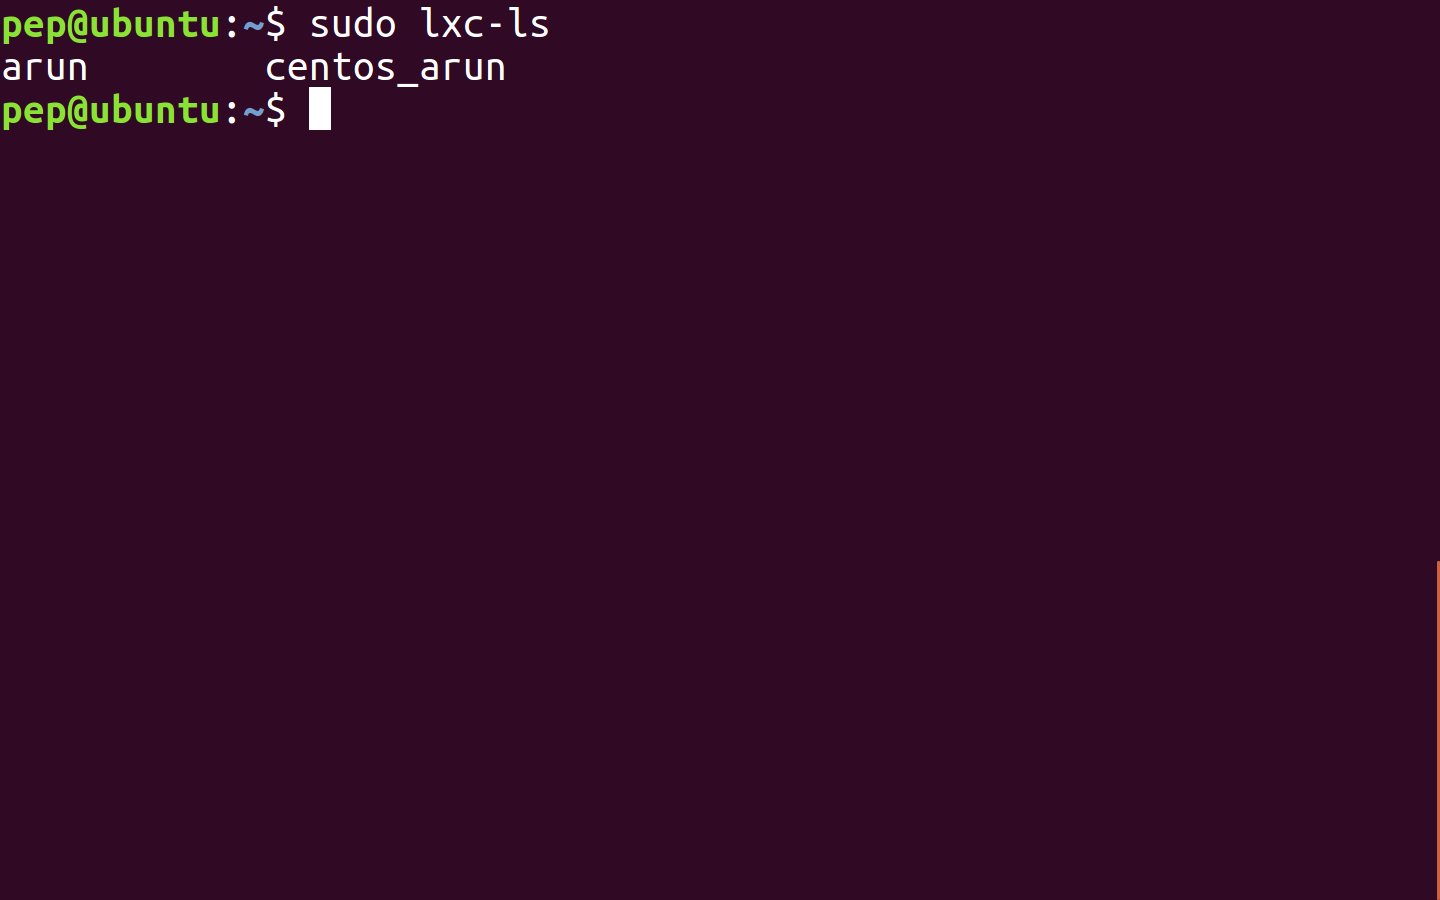 pep@ubuntu:~$ sudo lxc-ls
arun        centos_arun
pep@ubuntu:~$